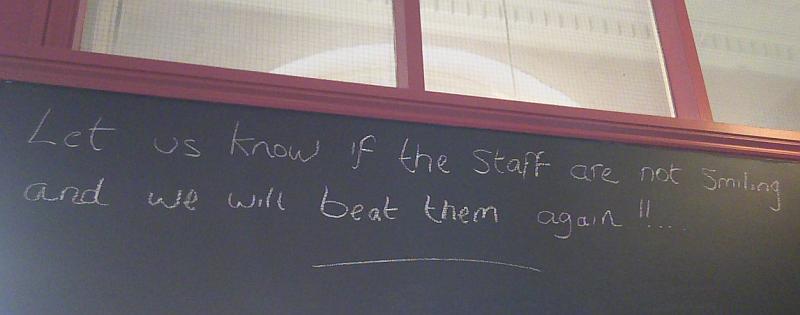 Let us know if the staff are not smiling
and we will beat them again!!....